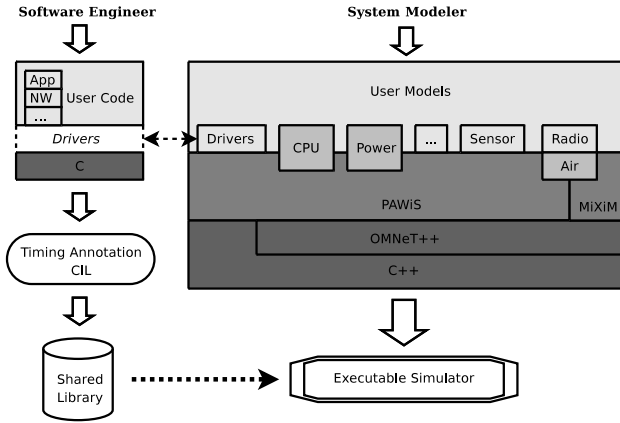 Software Engineer
System Modeler
App
NW
...
User Code
Drivers
C
Timing Annotation
CIL
Shared
Library
User Models
Drivers
CPU
Power
...
Sensor
Radio
Air
PAWiS
MiXiM
OMNeT++
C++
Executable Simulator